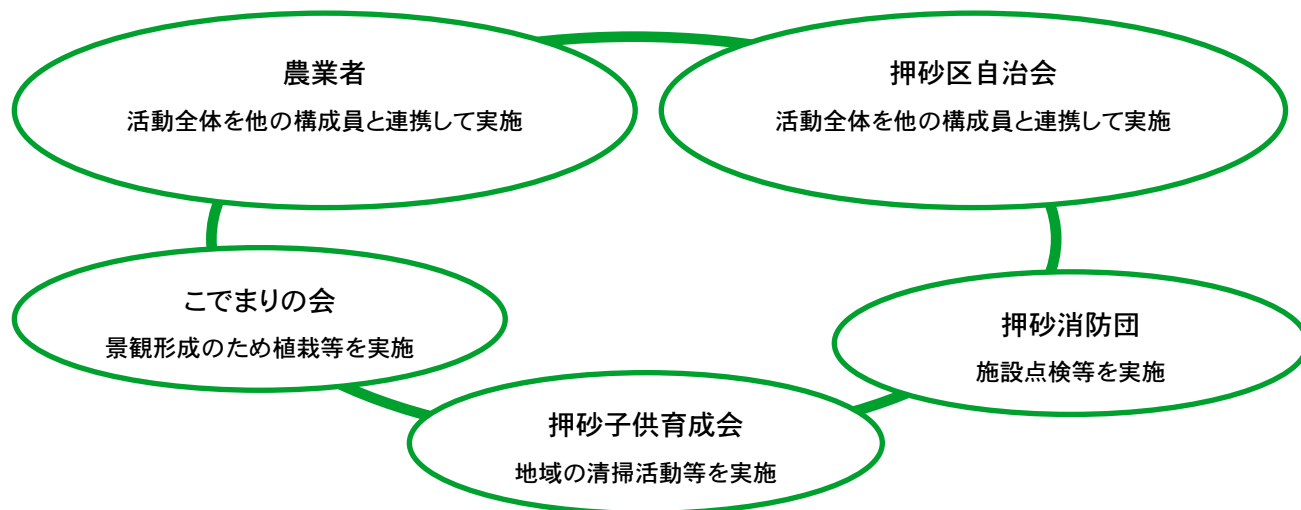 農業者
活動全体を他の構成員と連携して実施
押砂区自治会
活動全体を他の構成員と連携して実施
こでまりの会
景観形成のため植栽等を実施
押砂消防団
施設点検等を実施
押砂子供育成会
地域の清掃活動等を実施